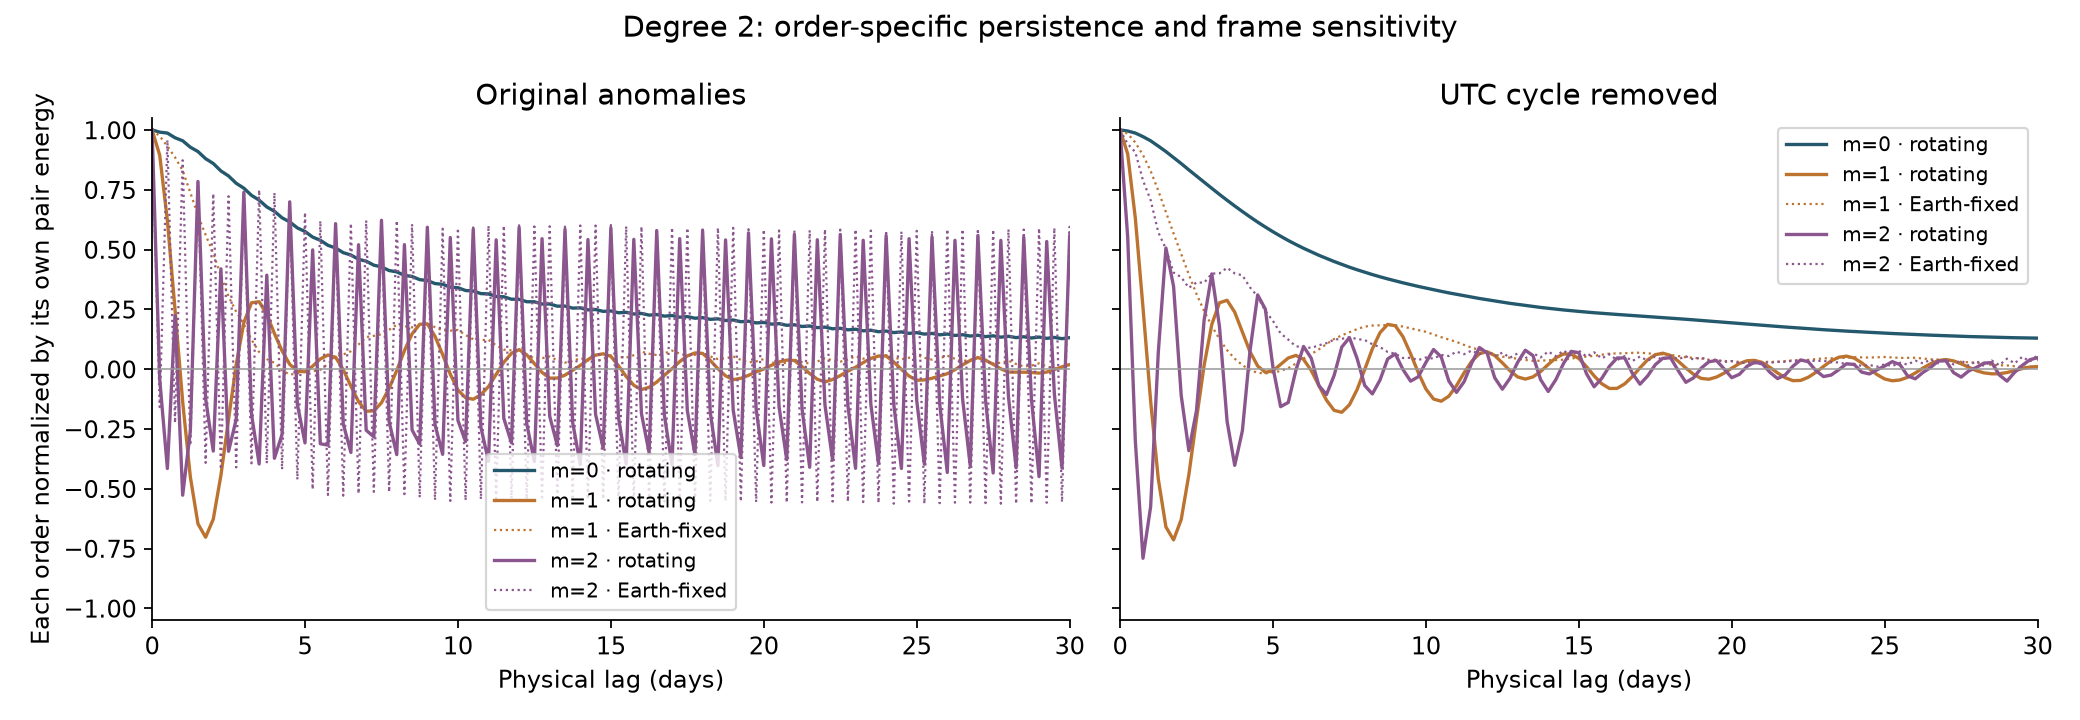 Degree 2: order-specific persistence and frame sensitivity
Original anomalies
Each order normalized by its own pair energy
1.00
0.75
0.50
0.25
0.00
−0.25
−0.50
−0.75
−1.00
m=0 · rotating
m=1 · rotating
m=1 · Earth-fixed
m=2 · rotating
m=2 · Earth-fixed
0 5 10 15 20 25 30
Physical lag (days)
UTC cycle removed
m=0 · rotating
m=1 · rotating
m=1 · Earth-fixed
m=2 · rotating
m=2 · Earth-fixed
0 5 10 15 20 25 30
Physical lag (days)